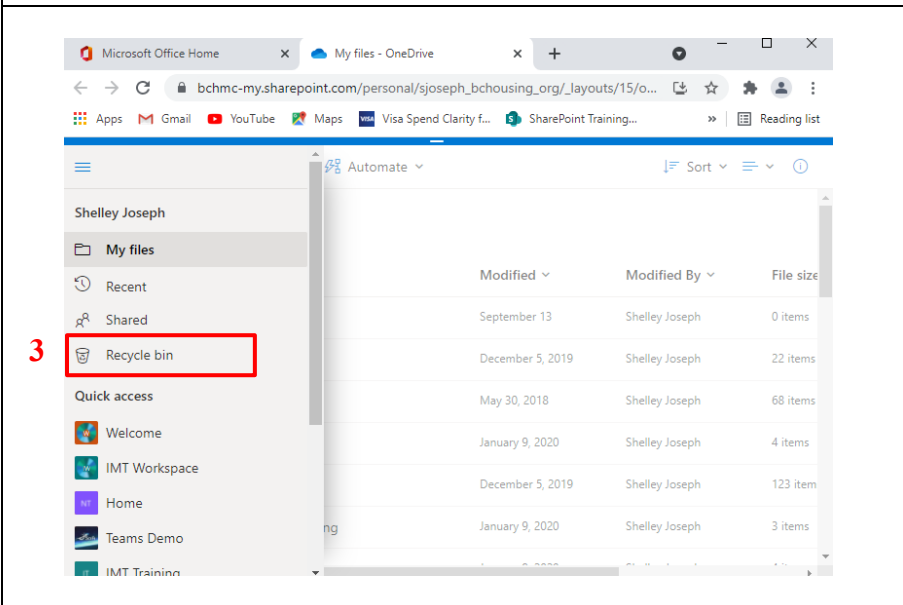 Microsoft Office Home
My files - OneDrive
bchmc-my.sharepoint.com/personal/sjoseph_bchousing_org/_layouts/15/o...
Apps Gmail YouTube Maps VISA Visa Spend Clarity f... SharePoint Training... » Reading list
Automate Sort
Shelley Joseph
My files
Recent
Shared
3 Recycle bin
Quick access
Welcome
IMT Workspace
NT Home
Teams Demo
IT IMT Training
Modified Modified By File size
September 13 Shelley Joseph 0 items
December 5, 2019 Shelley Joseph 22 items
May 30, 2018 Shelley Joseph 68 items
January 9, 2020 Shelley Joseph 4 items
December 5, 2019 Shelley Joseph 123 item
ng January 9, 2020 Shelley Joseph 3 items